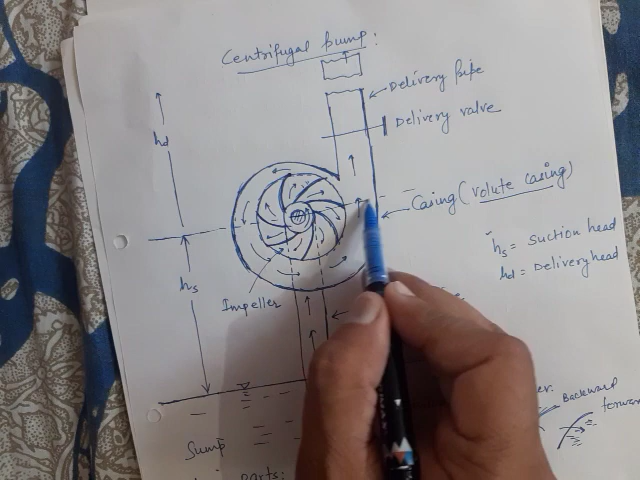 Centrifugal pump:
Delivery pipe
Delivery valve
hd
Casing (volute casing)
hs = suction head
hd = Delivery head
hs
Impeller
Backward
forward
Sump
parts: